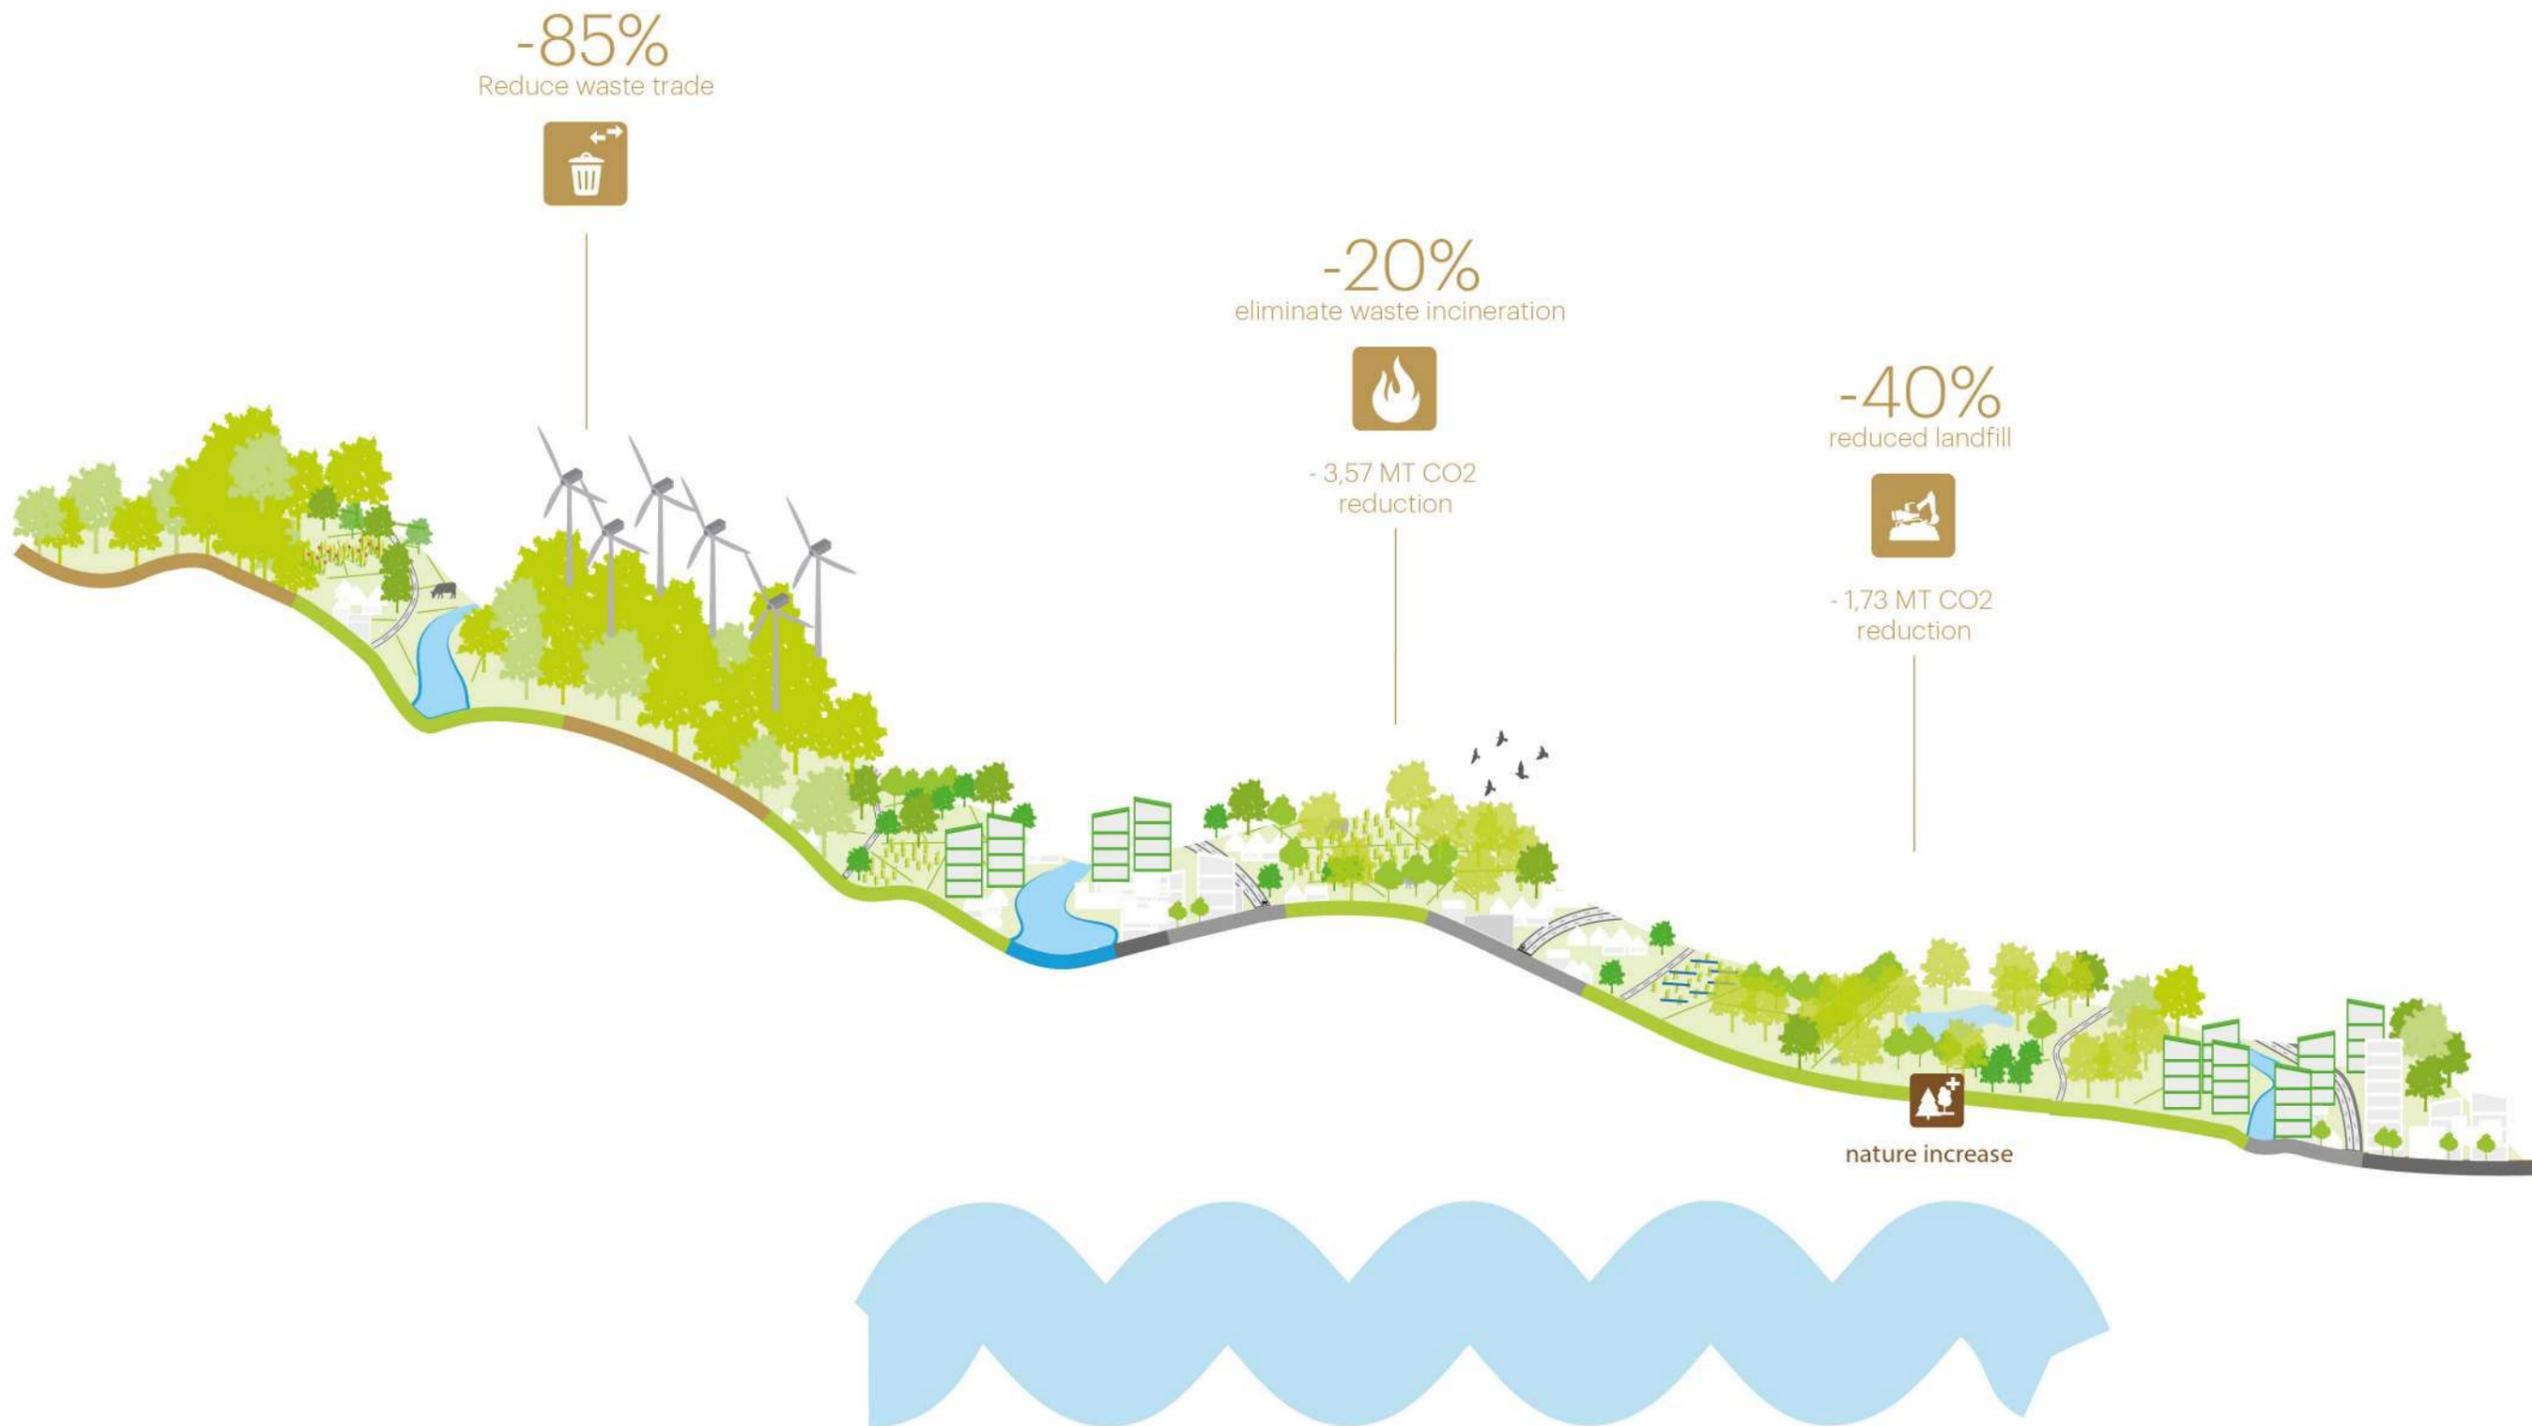 -85%
Reduce waste trade
-20%
eliminate waste incineration
- 3,57 MT CO2
reduction
-40%
reduced landfill
- 1,73 MT CO2
reduction
nature increase